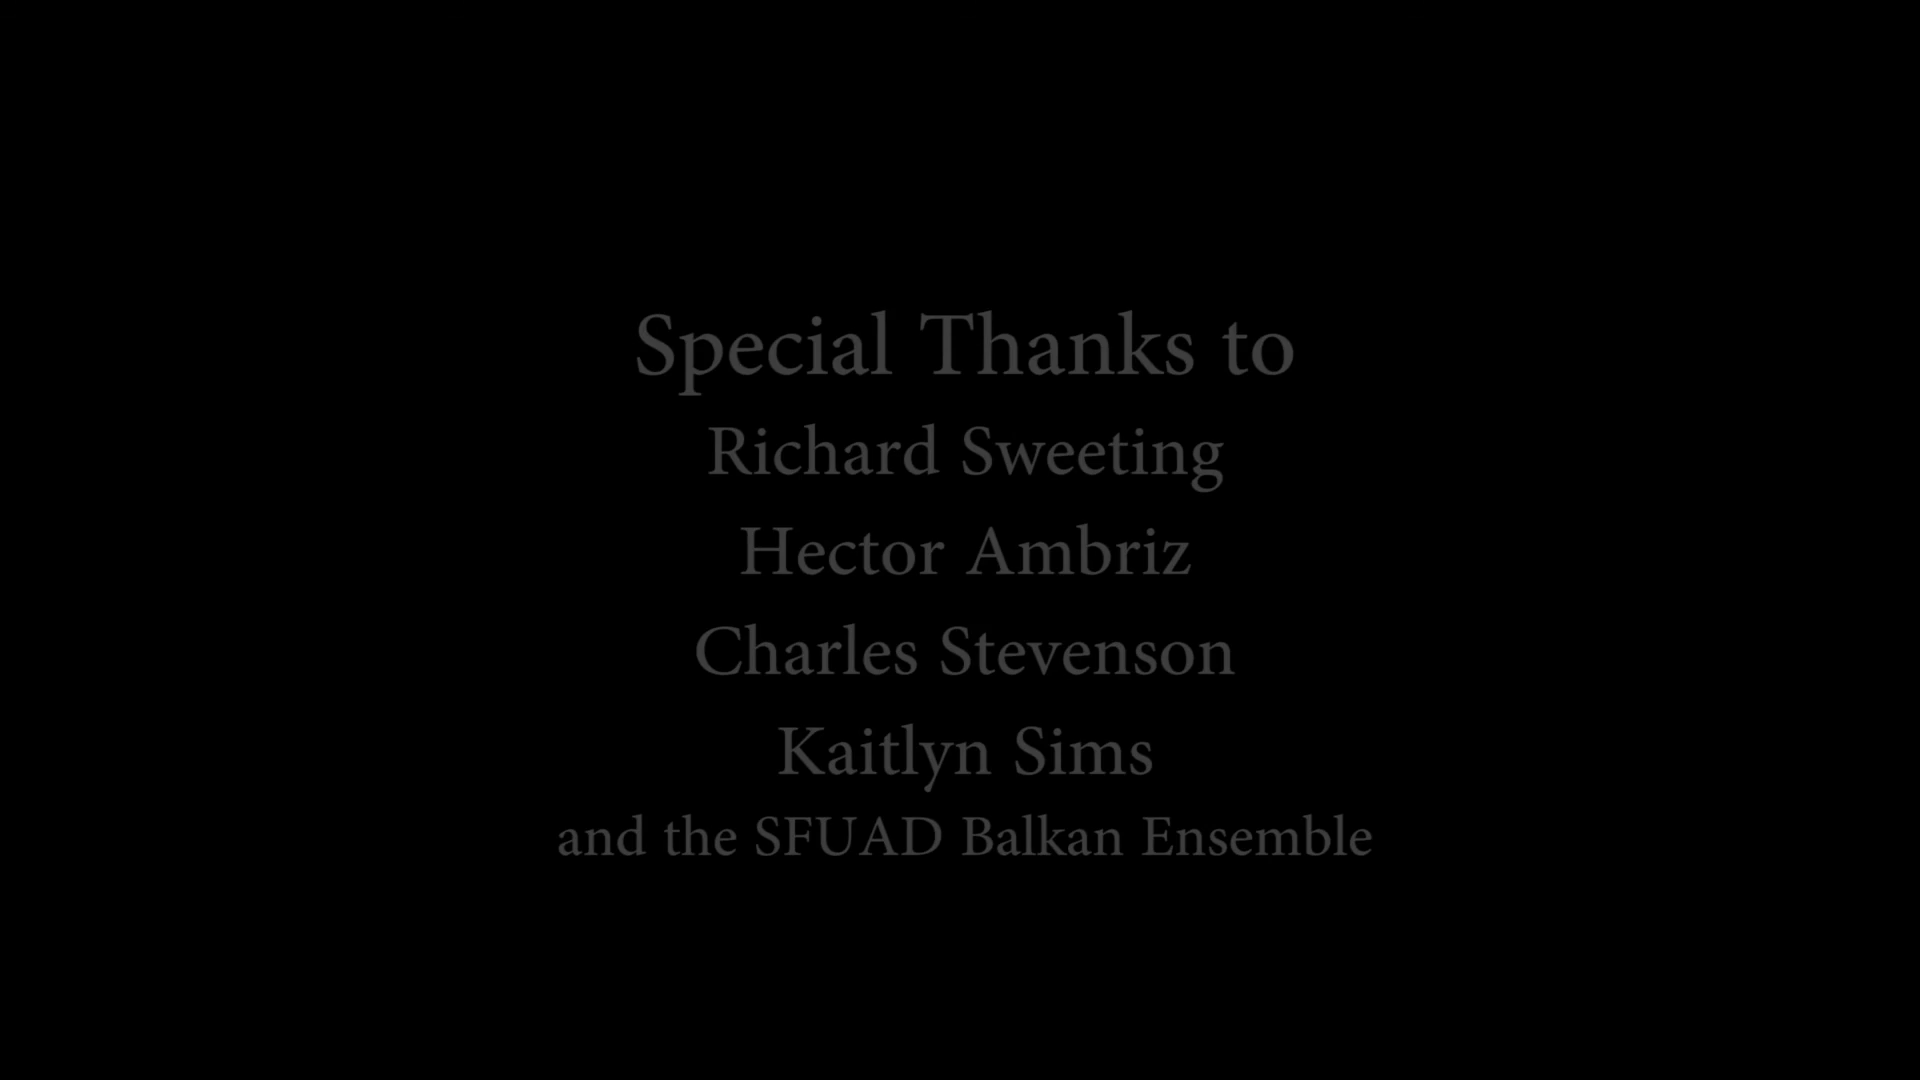 Special Thanks to
Richard Sweeting
Hector Ambriz
Charles Stevenson
Kaitlyn Sims
and the SFUAD Balkan Ensemble